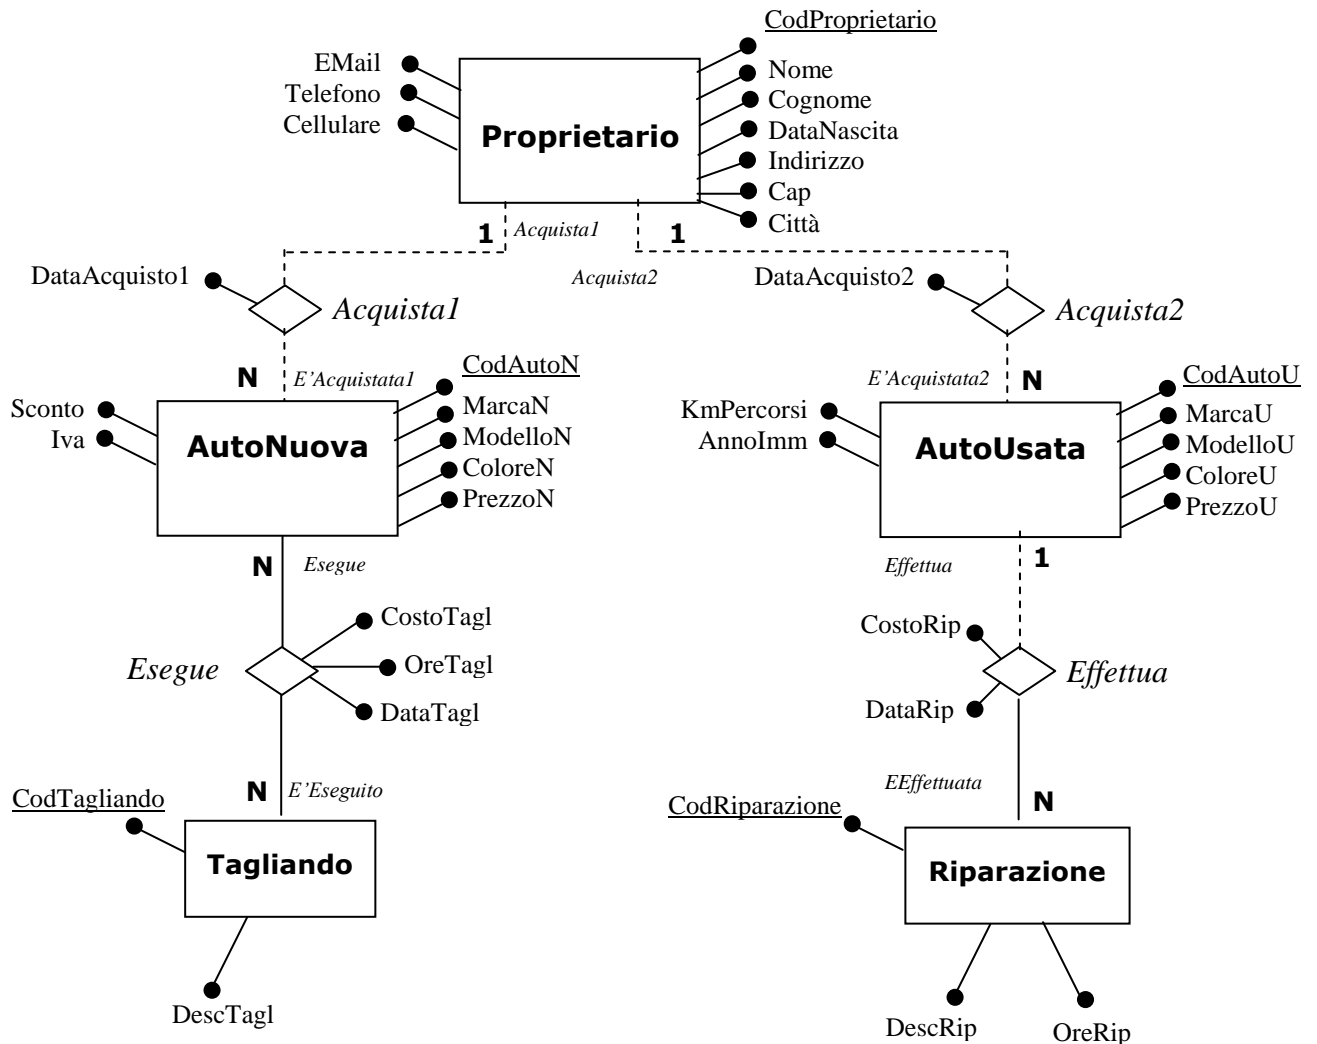 CodProprietario
EMail
Nome
Telefono
Cognome
Cellulare
Proprietario
DataNascita
Indirizzo
Cap
Città
1 Acquista1 1
DataAcquisto1
Acquista2
DataAcquisto2
Acquista1
Acquista2
N E'Acquistata1
CodAutoN
E'Acquistata2 N
CodAutoU
Sconto
MarcaN
KmPercorsi
MarcaU
Iva
AutoNuova
ModelloN
AnnoImm
AutoUsata
ModelloU
ColoreN
ColoreU
PrezzoN
PrezzoU
N Esegue
Effettua 1
CostoTagl
CostoRip
Esegue
OreTagl
Effettua
DataTagl
DataRip
N E'Eseguito
EEffettuata
CodTagliando
CodRiparazione
N
Tagliando
Riparazione
DescTagl
DescRip
OreRip